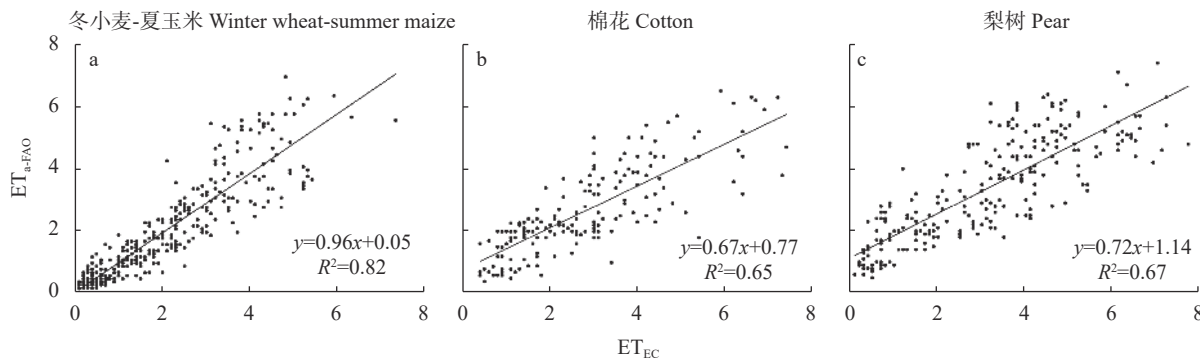 冬小麦-夏玉米 Winter wheat-summer maize
棉花 Cotton
梨树 Pear
8
6
4
2
0
ET a-FAO
a
y=0.96x+0.05
R²=0.82
b
y=0.67x+0.77
R²=0.65
c
y=0.72x+1.14
R²=0.67
0 2 4 6 8 0 2 4 6 8 0 2 4 6 8
ET EC